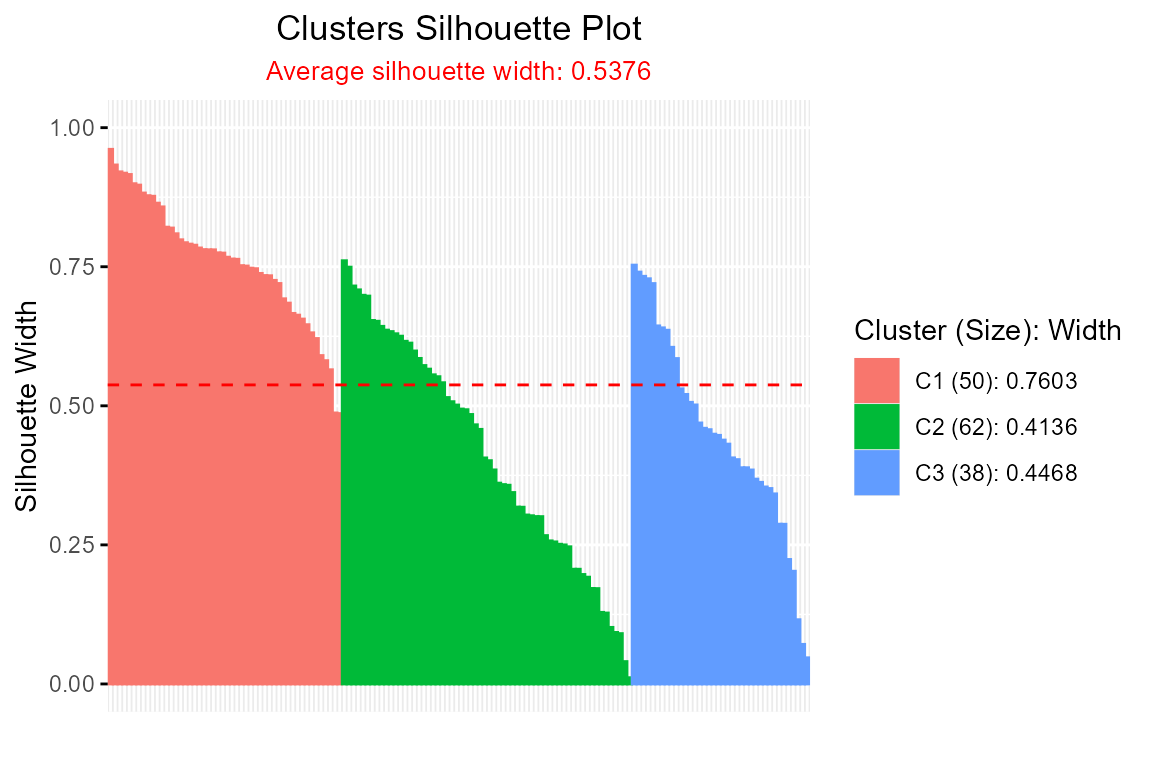 Clusters Silhouette Plot
Average silhouette width: 0.5376
1.00
0.75
0.50
0.25
0.00
Silhouette Width
Cluster (Size): Width
C1 (50): 0.7603
C2 (62): 0.4136
C3 (38): 0.4468